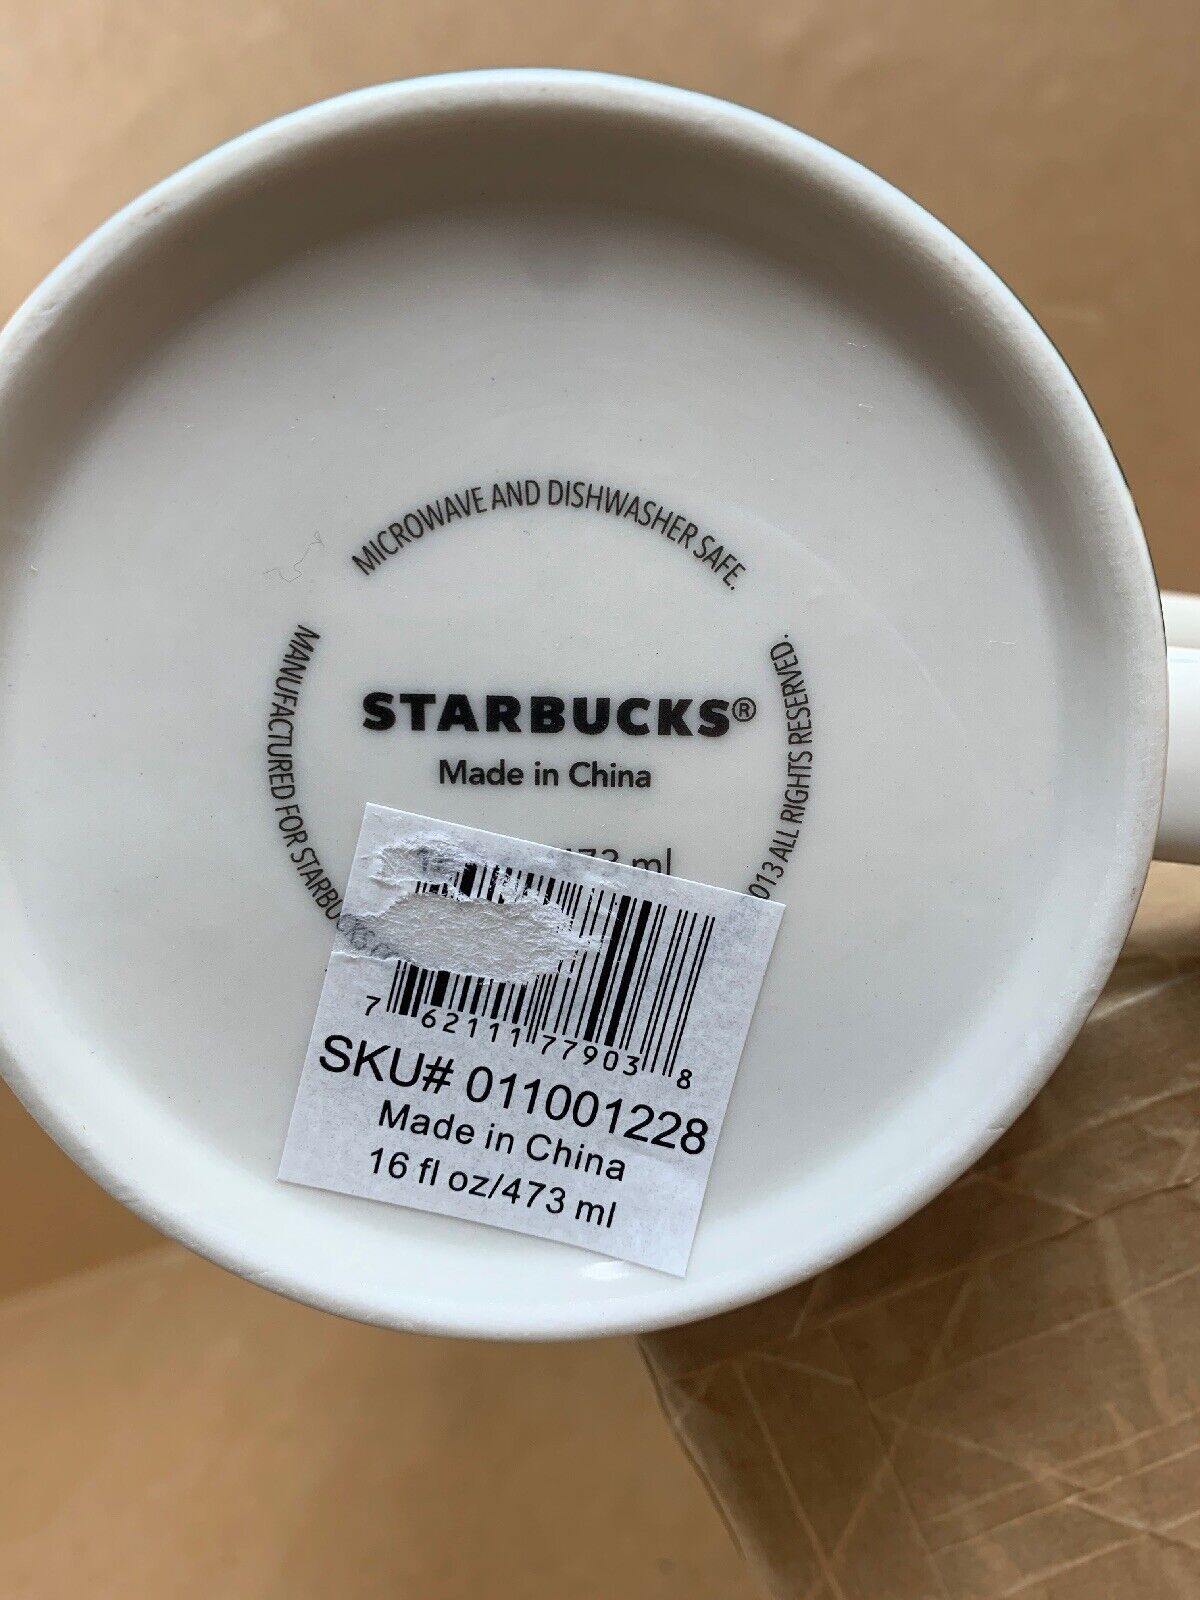 MICROWAVE AND DISHWASHER SAFE.
MANUFACTURED FOR STARBUCKS
013 ALL RIGHTS RESERVED.
STARBUCKS®
Made in China
473 ml
7 62111 77903 8
SKU# 011001228
Made in China
16 fl oz/473 ml